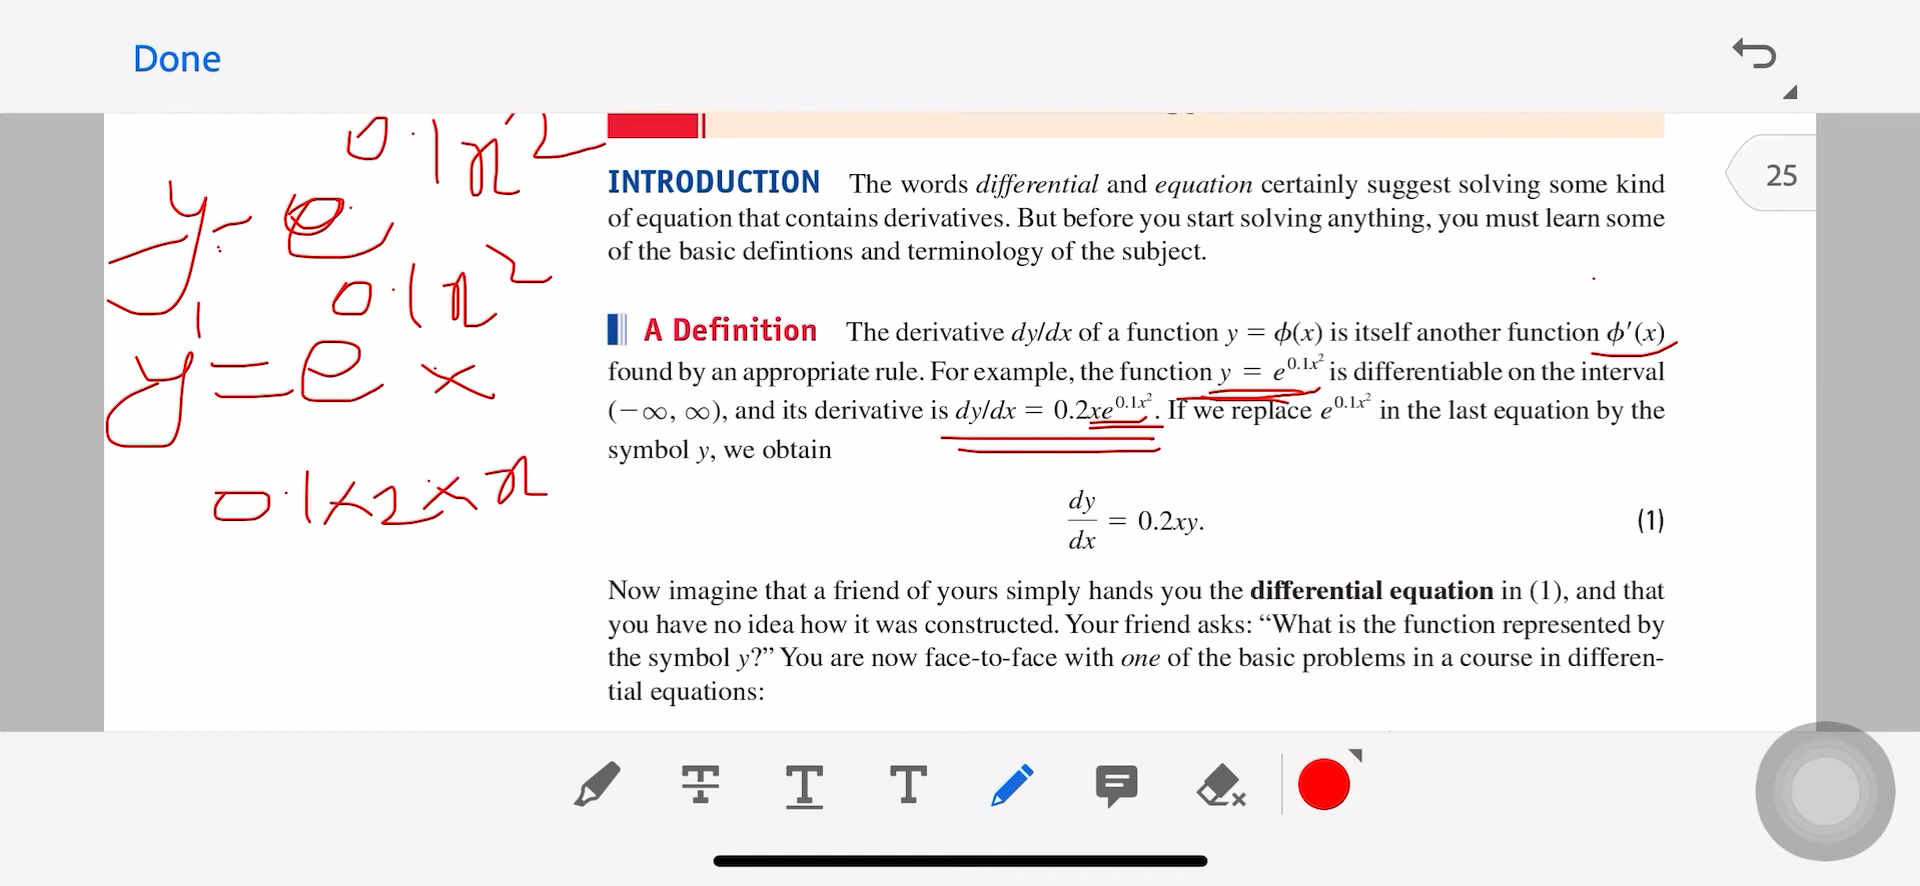 Done
25
0.1x²
y = e
0.1x²
y' = e ×
0.1×2×x
INTRODUCTION The words differential and equation certainly suggest solving some kind
of equation that contains derivatives. But before you start solving anything, you must learn some
of the basic defintions and terminology of the subject.
A Definition The derivative dy/dx of a function y = ϕ(x) is itself another function ϕ′(x)
found by an appropriate rule. For example, the function y = e^0.1x² is differentiable on the interval
(−∞, ∞), and its derivative is dy/dx = 0.2xe^0.1x². If we replace e^0.1x² in the last equation by the
symbol y, we obtain
dy/dx = 0.2xy. (1)
Now imagine that a friend of yours simply hands you the differential equation in (1), and that
you have no idea how it was constructed. Your friend asks: “What is the function represented by
the symbol y?” You are now face-to-face with one of the basic problems in a course in differen-
tial equations:
T T T